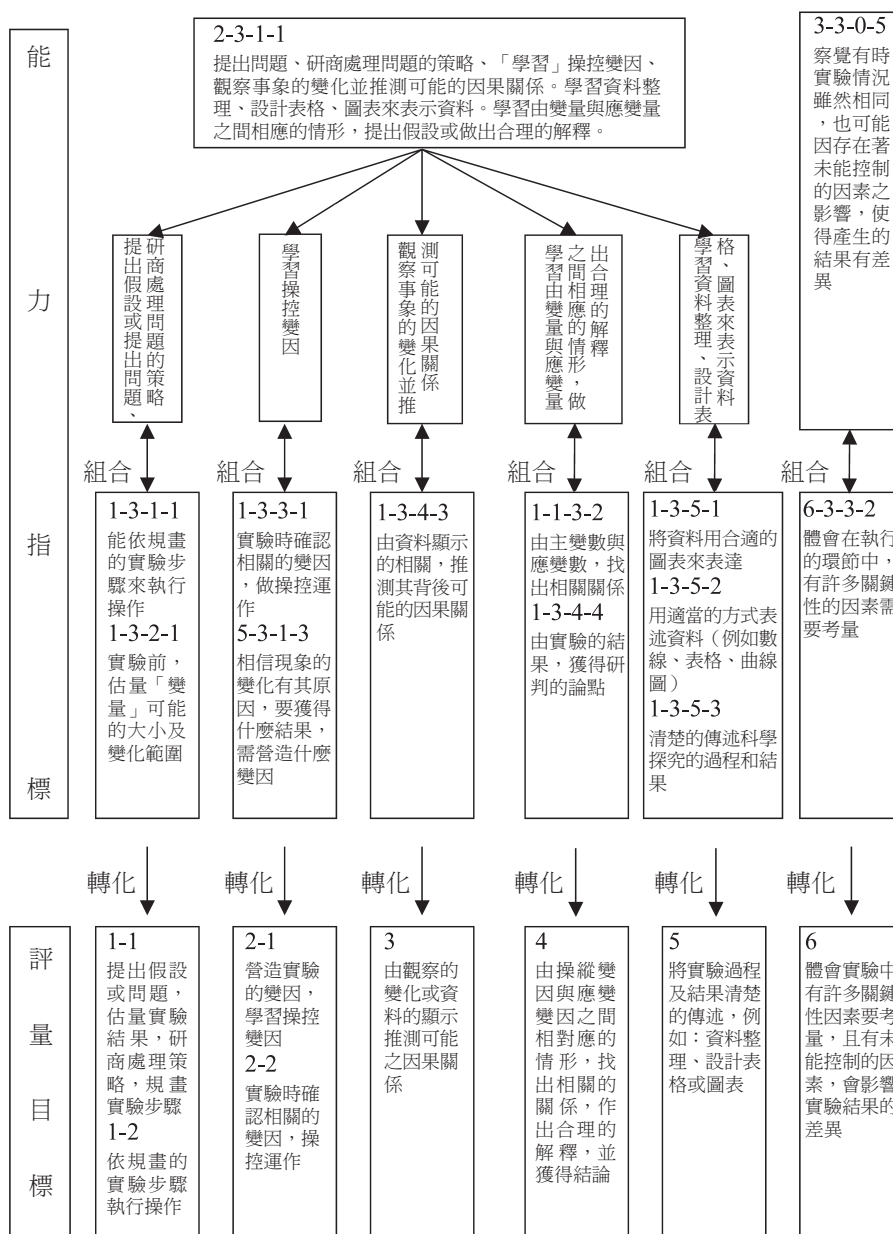 能
力
指
標
2-3-1-1
提出問題、研商處理問題的策略、「學習」操控變因、
觀察事象的變化並推測可能的因果關係。學習資料整
理、設計表格、圖表來表示資料。學習由變量與應變量
之間相應的情形，提出假設或做出合理的解釋。
3-3-0-5
察覺有時
實驗情況
雖然相同
，也可能
因存在著
未能控制
的因素之
影響，使
得產生的
結果有差
異
研商處理問題的策略
提出假設或提出問題、
學習操控變因
測可能的因果關係
觀察事象的變化並推
出合理的解釋
之間相應的情形，做
學習由變量與應變量
格、圖表來表示資料
學習資料整理、設計表
組合
組合
組合
組合
組合
組合
1-3-1-1
能依規畫
的實驗步
驟來執行
操作
1-3-2-1
實驗前，
估量「變
量」可能
的大小及
變化範圍
1-3-3-1
實驗時確認
相關的變因
，做操控運
作
5-3-1-3
相信現象的
變化有其原
因，要獲得
什麼結果，
需營造什麼
變因
1-3-4-3
由資料顯示
的相關，推
測其背後可
能的因果關
係
1-1-3-2
由主變數與
應變數，找
出相關關係
1-3-4-4
由實驗的結
果，獲得研
判的論點
1-3-5-1
將資料用合適的
圖表來表達
1-3-5-2
用適當的方式表
述資料（例如數
線、表格、曲線
圖）
1-3-5-3
清楚的傳述科學
探究的過程和結
果
6-3-3-2
體會在執行
的環節中，
有許多關鍵
性的因素需
要考量
轉化
轉化
轉化
轉化
轉化
轉化
評
量
目
標
1-1
提出假設
或問題，
估量實驗
結果，研
商處理策
略，規畫
實驗步驟
1-2
依規畫的
實驗步驟
執行操作
2-1
營造實驗
的變因，
學習操控
變因
2-2
實驗時確
認相關的
變因，操
控運作
3
由觀察的
變化或資
料的顯示
推測可能
之因果關
係
4
由操縱變
因與應變
變因之間
相對應的
情形，找
出相關的
關係，作
出合理的
解釋，並
獲得結論
5
將實驗過程
及結果清楚
的傳述，例
如：資料整
理、設計表
格或圖表
6
體會實驗中
有許多關鍵
性因素要考
量，且有未
能控制的因
素，會影響
實驗結果的
差異